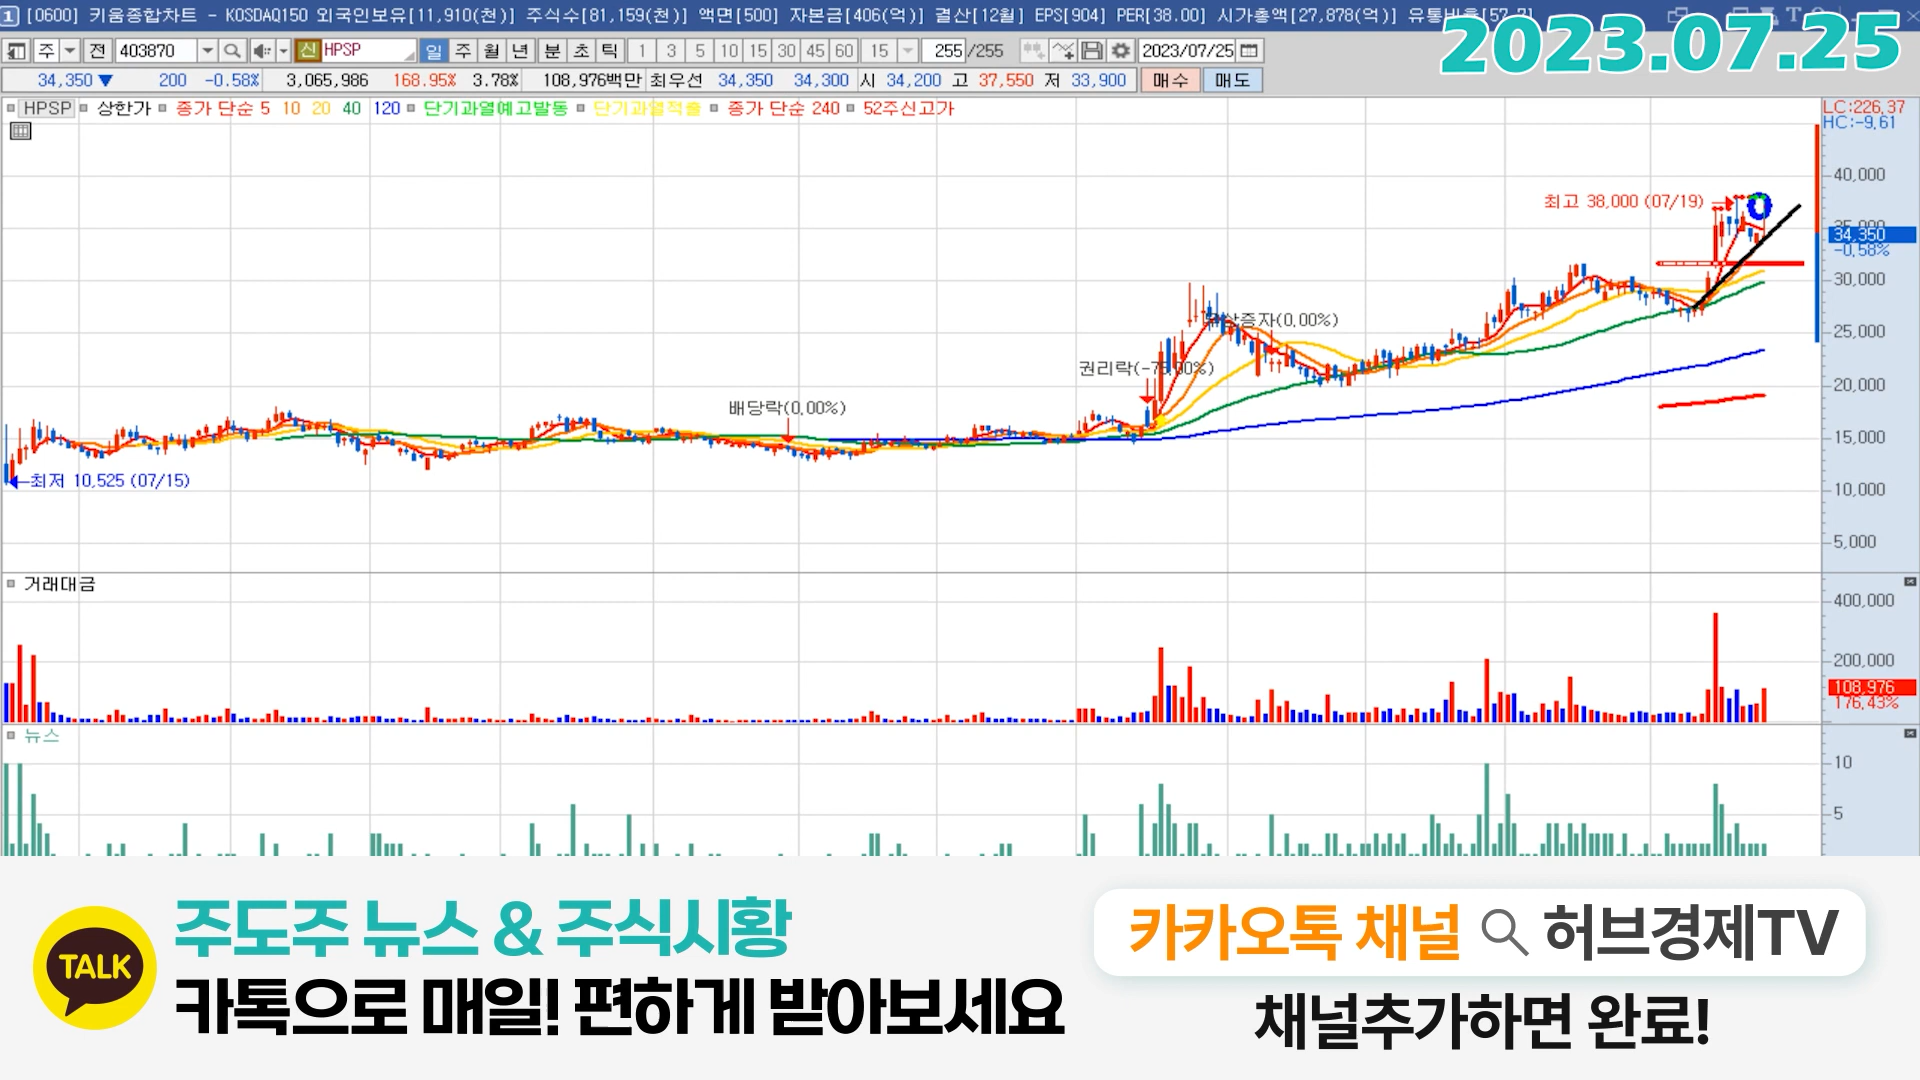 [0600] 키움종합차트 - KOSDAQ150 외국인보유[11,910(천)] 주식수[81,159(천)] 액면[500] 자본금[406(억)] 결산[12월] EPS[904] PER[38.00] 시가총액[27,878(억)]
2023.07.25
주 전 403870 신 HPSP 일 주 월 년 분 초 틱 1 3 5 10 15 30 45 60 15 255 /255 2023/07/25
34,350 ▼ 200 -0.58% 3,065,986 168.95% 3.78% 108,976백만 최우선 34,350 34,300 시 34,200 고 37,550 저 33,900 매수 매도
HPSP 상한가 종가 단순 5 10 20 40 120 단기과열예고발동 단기과열적출 종가 단순 240 52주신고가
LC:226.37
HC:-9.61
40,000
최고 38,000 (07/19)
35,000
34,350
-0.58%
30,000
25,000
20,000
15,000
10,000
5,000
유상증자(0.00%)
권리락(-75.00%)
배당락(0.00%)
최저 10,525 (07/15)
거래대금
400,000
200,000
108,976
176.43%
뉴스
10
5
TALK
주도주 뉴스 & 주식시황
카톡으로 매일! 편하게 받아보세요
카카오톡 채널 허브경제TV
채널추가하면 완료!